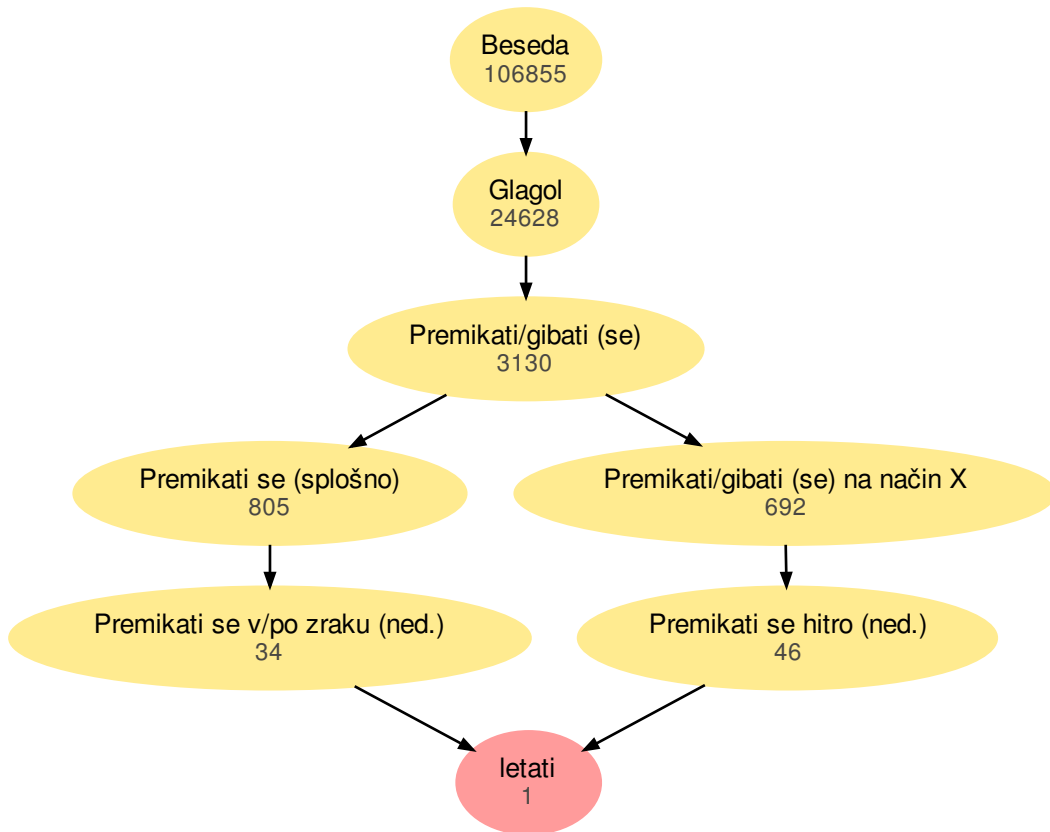 Beseda
106855
Glagol
24628
Premikati/gibati (se)
3130
Premikati se (splošno)
805
Premikati/gibati (se) na način X
692
Premikati se v/po zraku (ned.)
34
Premikati se hitro (ned.)
46
letati
1